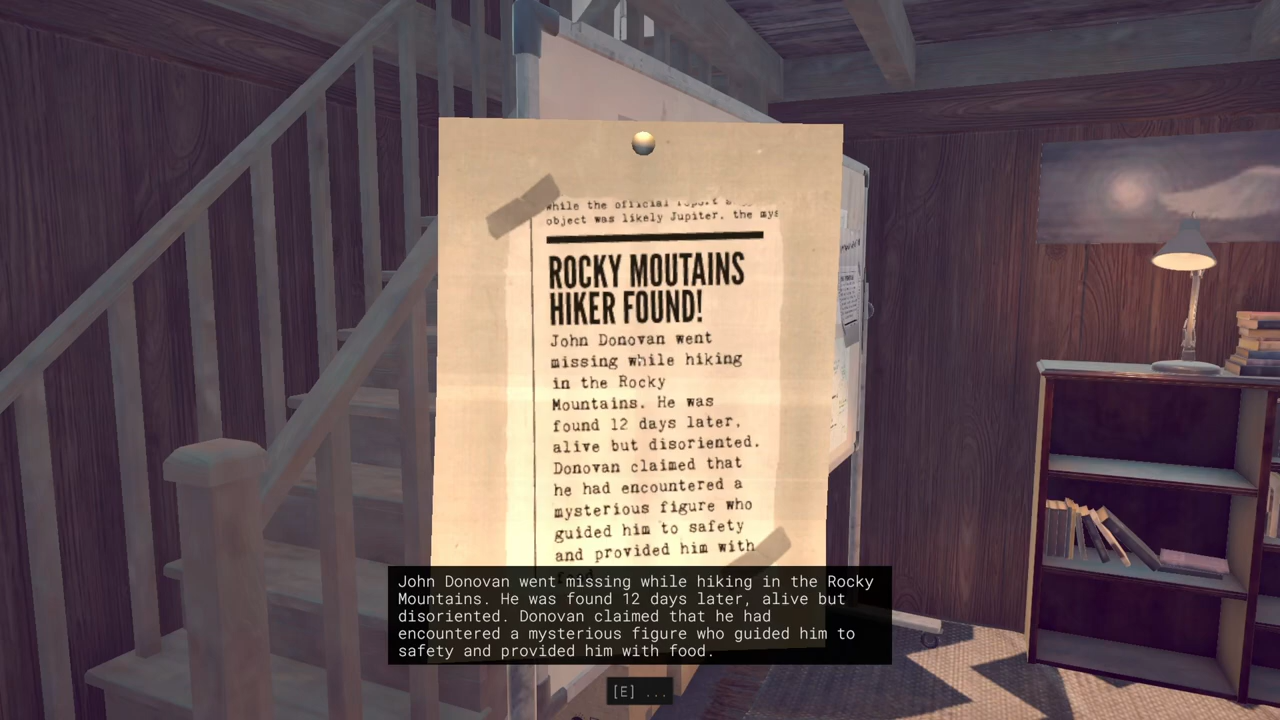 while the official
object was likely Jupiter. the mys
ROCKY MOUTAINS
HIKER FOUND!
John Donovan went
missing while hiking
in the Rocky
Mountains. He was
found 12 days later,
alive but disoriented.
Donovan claimed that
he had encountered a
mysterious figure who
guided him to safety
and provided him with
John Donovan went missing while hiking in the Rocky
Mountains. He was found 12 days later, alive but
disoriented. Donovan claimed that he had
encountered a mysterious figure who guided him to
safety and provided him with food.
[E] ...